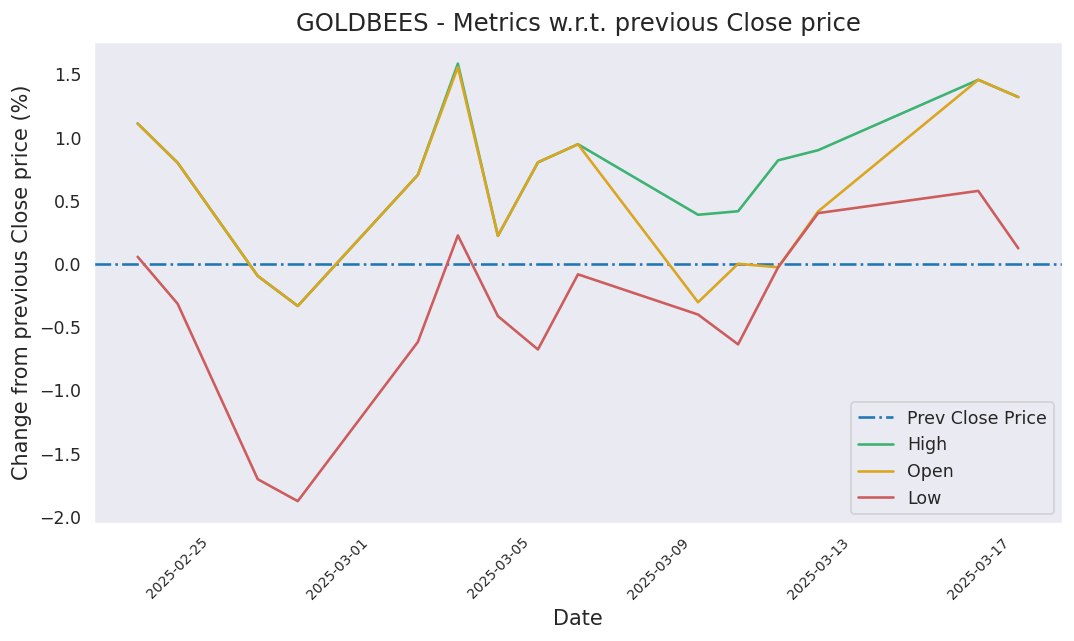 GOLDBEES - Metrics w.r.t. previous Close price
Change from previous Close price (%)
1.5
1.0
0.5
0.0
−0.5
−1.0
−1.5
−2.0
Prev Close Price
High
Open
Low
2025-02-25
2025-03-01
2025-03-05
2025-03-09
2025-03-13
2025-03-17
Date